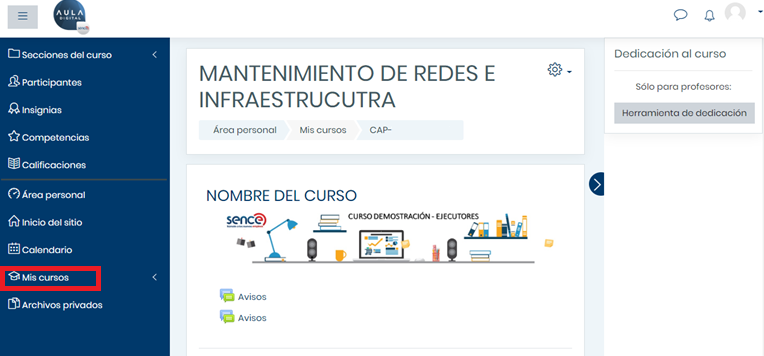 AULA
DIGITAL
Secciones del curso
Participantes
Insignias
Competencias
Calificaciones
Área personal
Inicio del sitio
Calendario
Mis cursos
Archivos privados
MANTENIMIENTO DE REDES E
INFRAESTRUCUTRA
Área personal
Mis cursos
CAP-
NOMBRE DEL CURSO
sence
CURSO DEMOSTRACIÓN - EJECUTORES
Avisos
Avisos
Dedicación al curso
Sólo para profesores:
Herramienta de dedicación